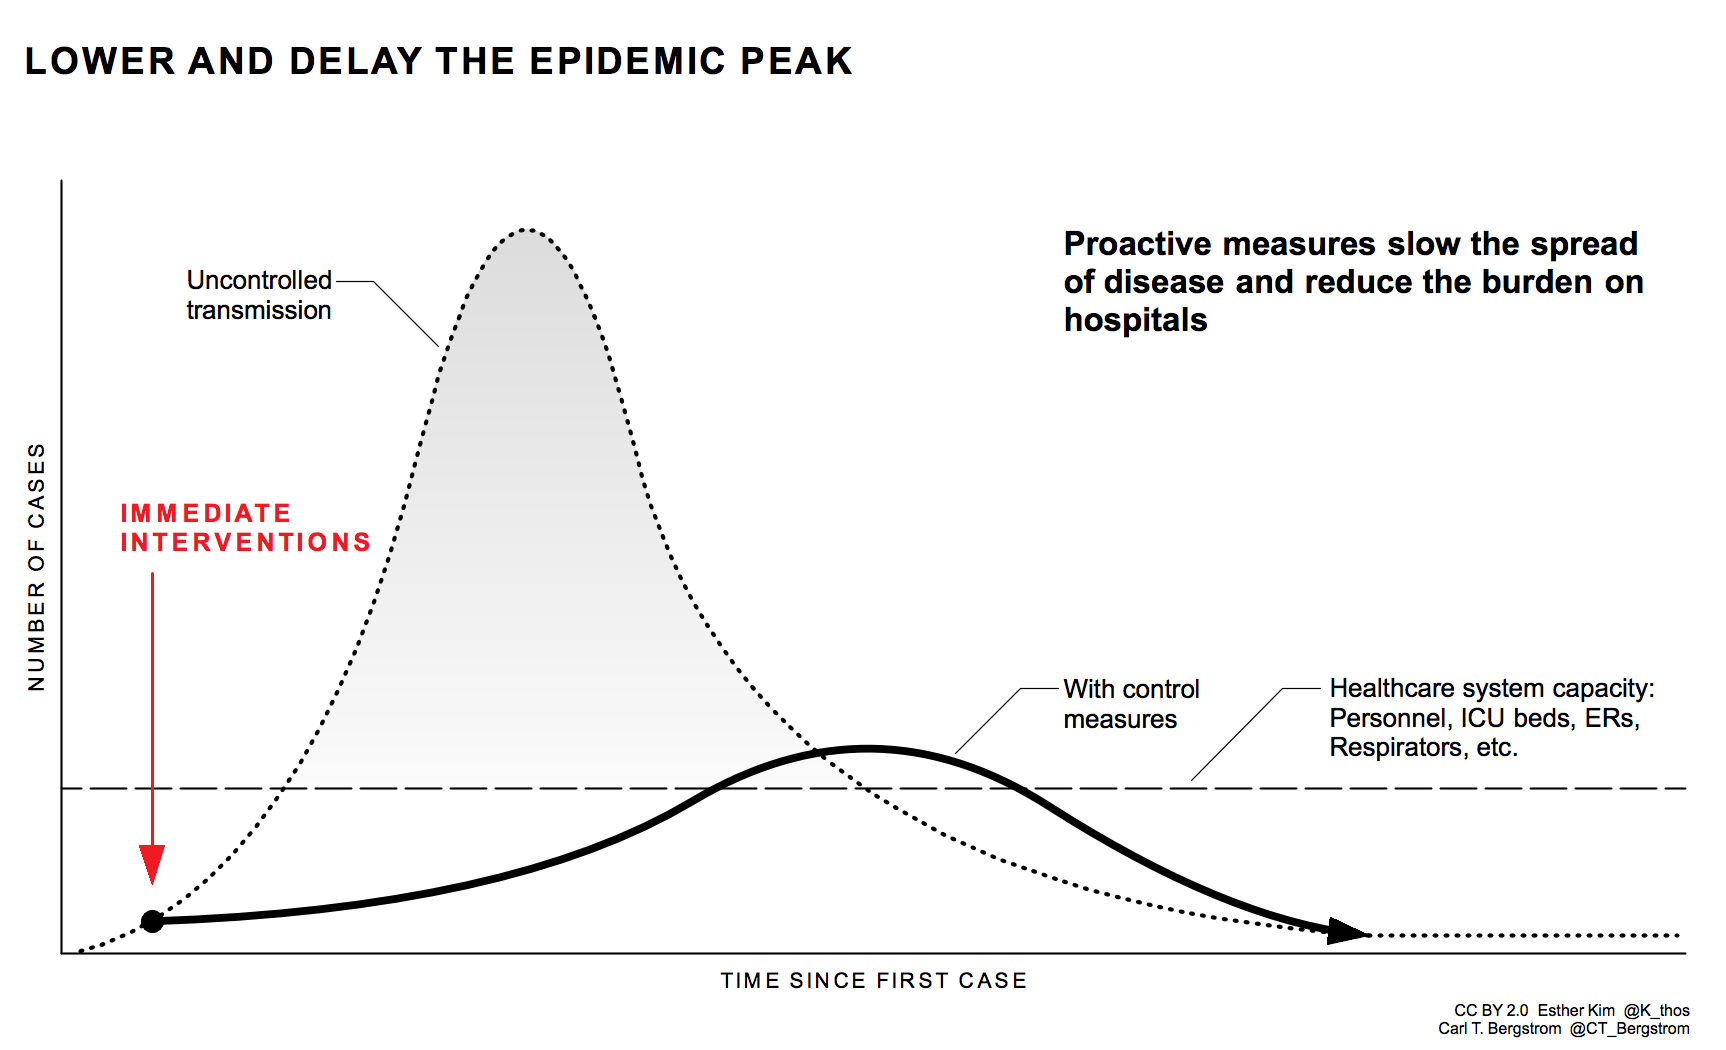 LOWER AND DELAY THE EPIDEMIC PEAK
Proactive measures slow the spread
of disease and reduce the burden on
hospitals
Uncontrolled
transmission
IMMEDIATE
INTERVENTIONS
NUMBER OF CASES
With control
measures
Healthcare system capacity:
Personnel, ICU beds, ERs,
Respirators, etc.
TIME SINCE FIRST CASE
CC BY 2.0 Esther Kim @K_thos
Carl T. Bergstrom @CT_Bergstrom